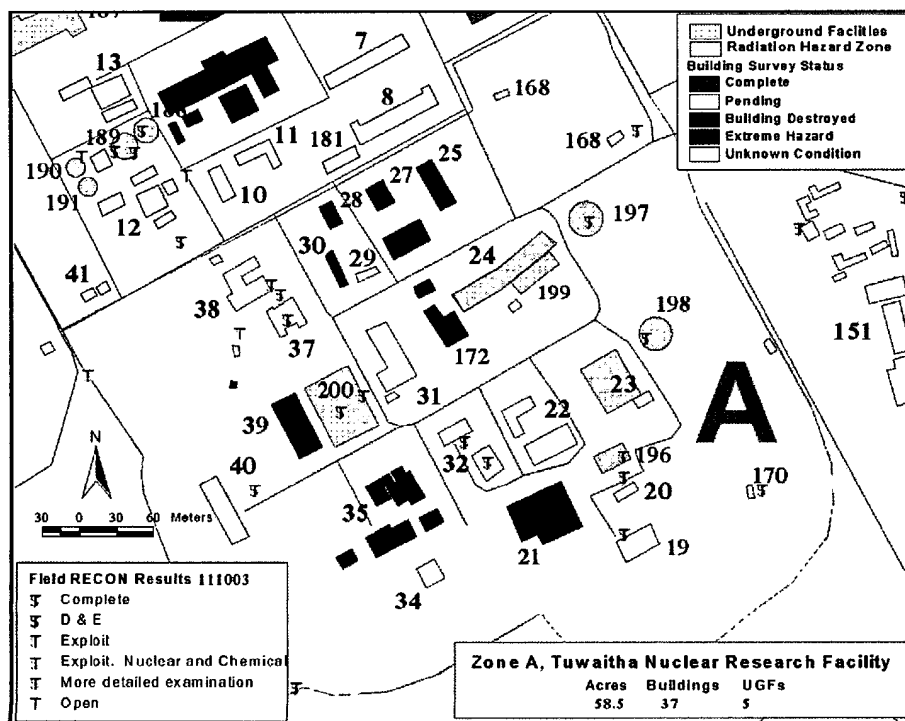 187
13
7
8
188
189
190
191
11
181
10
12
168
168
25
27
28
30
29
24
197
199
198
41
38
37
172
31
200
39
40
23
22
32
196
20
170
151
35
21
19
34
A
Underground Facilties
Radiation Hazard Zone
Building Survey Status
Complete
Pending
Building Destroyed
Extreme Hazard
Unknown Condition
N
30 0 30 60 Meters
Field RECON Results 111003
Complete
D & E
Exploit
Exploit. Nuclear and Chemical
More detailed examination
Open
Zone A, Tuwaitha Nuclear Research Facility
Acres Buildings UGFs
58.5 37 5